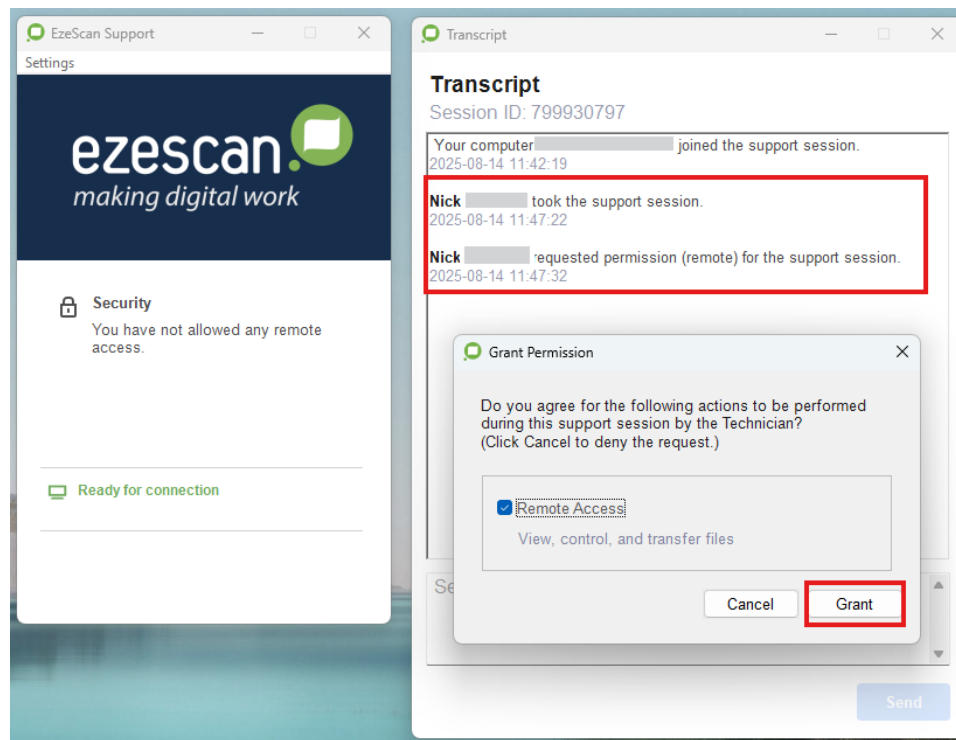 EzeScan Support
Settings
ezescan
making digital work
Security
You have not allowed any remote
access.
Ready for connection
Transcript
Transcript
Session ID: 799930797
Your computer joined the support session.
2025-08-14 11:42:19
Nick took the support session.
2025-08-14 11:47:22
Nick requested permission (remote) for the support session.
2025-08-14 11:47:32
Grant Permission
Do you agree for the following actions to be performed
during this support session by the Technician?
(Click Cancel to deny the request.)
Remote Access
View, control, and transfer files
Cancel
Grant
Send